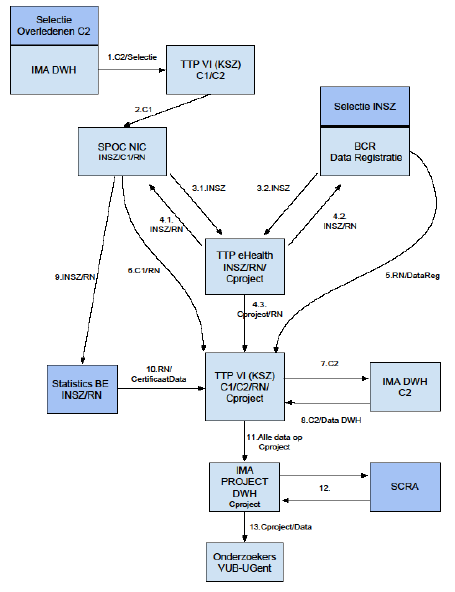 Selectie
Overledenen C2
IMA DWH
1.C2/Selectie
TTP VI (KSZ)
C1/C2
2.C1
SPOC NIC
INSZ/C1/RN
Selectie INSZ
BCR
Data Registratie
3.1.INSZ
3.2.INSZ
4.1.
INSZ/RN
4.2.
INSZ/RN
TTP eHealth
INSZ/RN/
Cproject
9.INSZ/RN
6.C1/RN
5.RN/DataReg
4.3.
Cproject/RN
Statistics BE
INSZ/RN
10.RN/
CertificaatData
TTP VI (KSZ)
C1/C2/RN/
Cproject
7.C2
IMA DWH
C2
8.C2/Data DWH
11.Alle data op
Cproject
IMA
PROJECT
DWH
Cproject
12.
SCRA
13.Cproject/Data
Onderzoekers
VUB-UGent